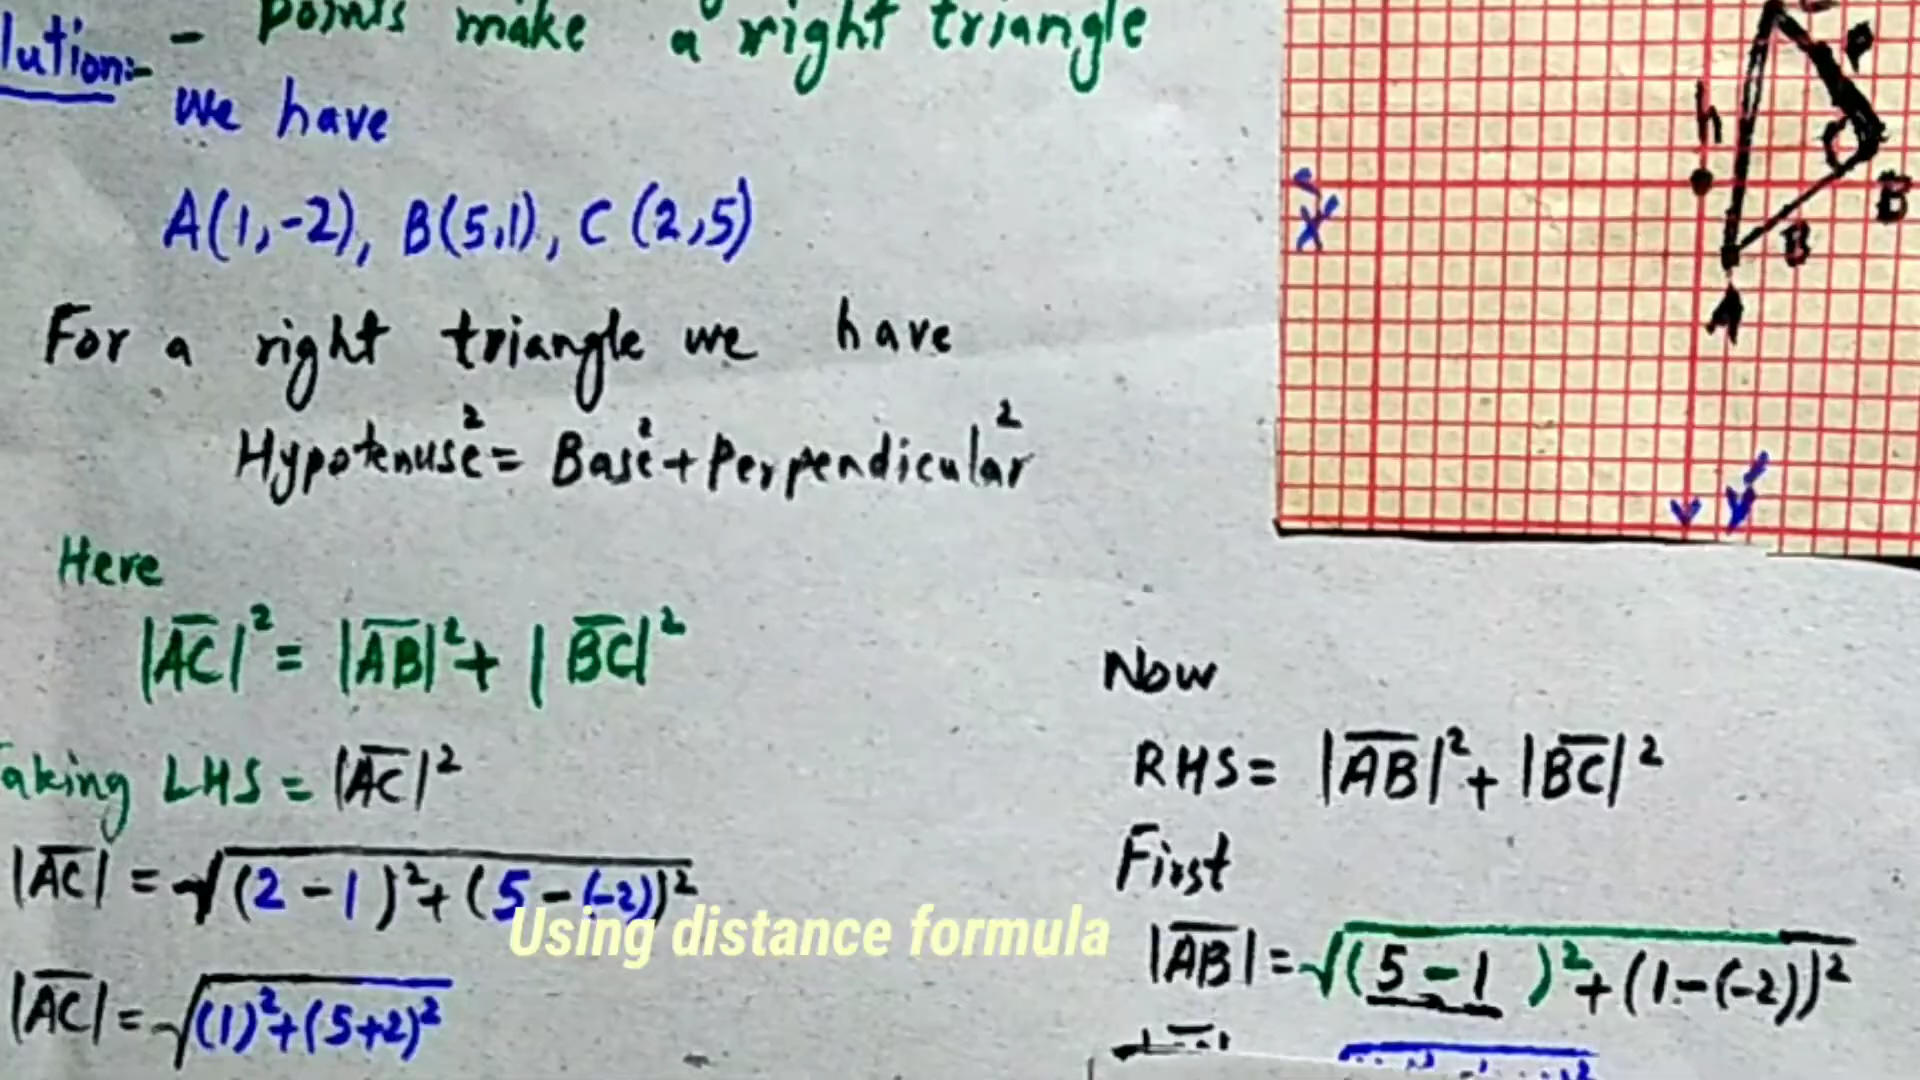 - points make a right triangle
lution:-
we have
A(1,-2), B(5,1), C(2,5)
For a right triangle we have
Hypotenuse² = Base² + Perpendicular²
Here
|AC|² = |AB|² + |BC|²
Taking LHS = |AC|²
|AC| = √(2-1)²+(5-(-2))²
|AC| = √(1)²+(5+2)²
Using distance formula
Now
RHS = |AB|² + |BC|²
First
|AB| = √(5-1)²+(1-(-2))²
h
P
B
B
A
X'
Y'